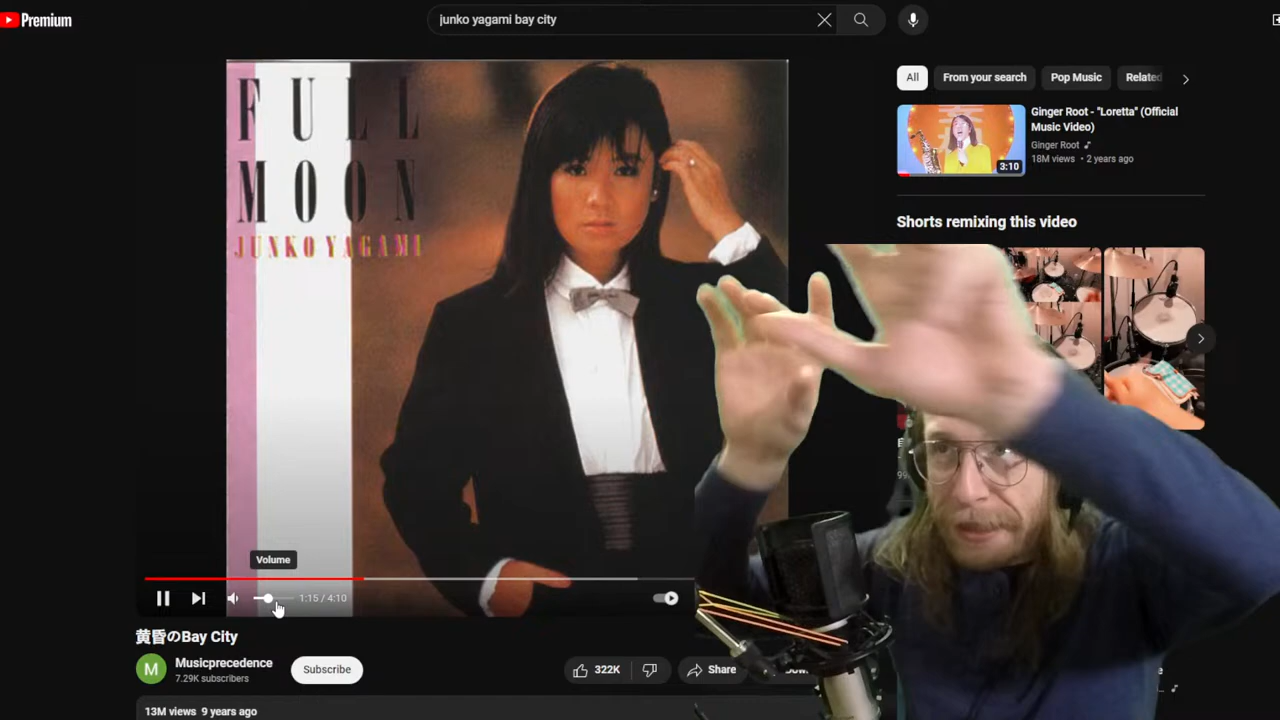 Premium
junko yagami bay city
FULL
MOON
JUNKO YAGAMI
Volume
1:15 / 4:10
黄昏のBay City
M
Musicprecedence
7.29K subscribers
Subscribe
322K
Share
13M views 9 years ago
All
From your search
Pop Music
Related
Ginger Root - "Loretta" (Official
Music Video)
Ginger Root
18M views • 2 years ago
3:10
Shorts remixing this video